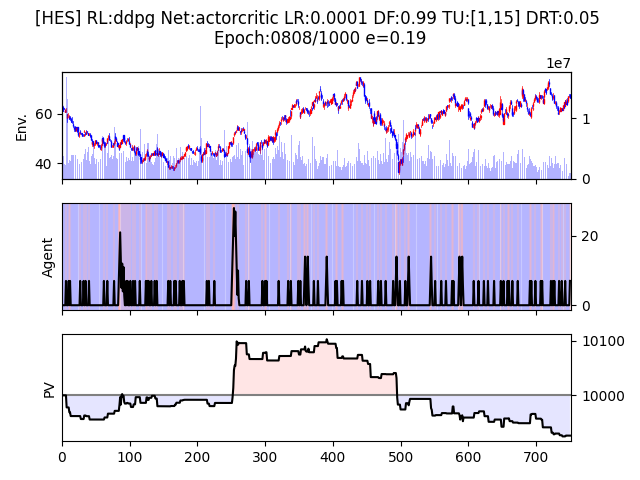 [HES] RL:ddpg Net:actorcritic LR:0.0001 DF:0.99 TU:[1,15] DRT:0.05
Epoch:0808/1000 e=0.19
1e7
Env.
60
40
1
0
Agent
20
0
PV
10100
10000
0 100 200 300 400 500 600 700